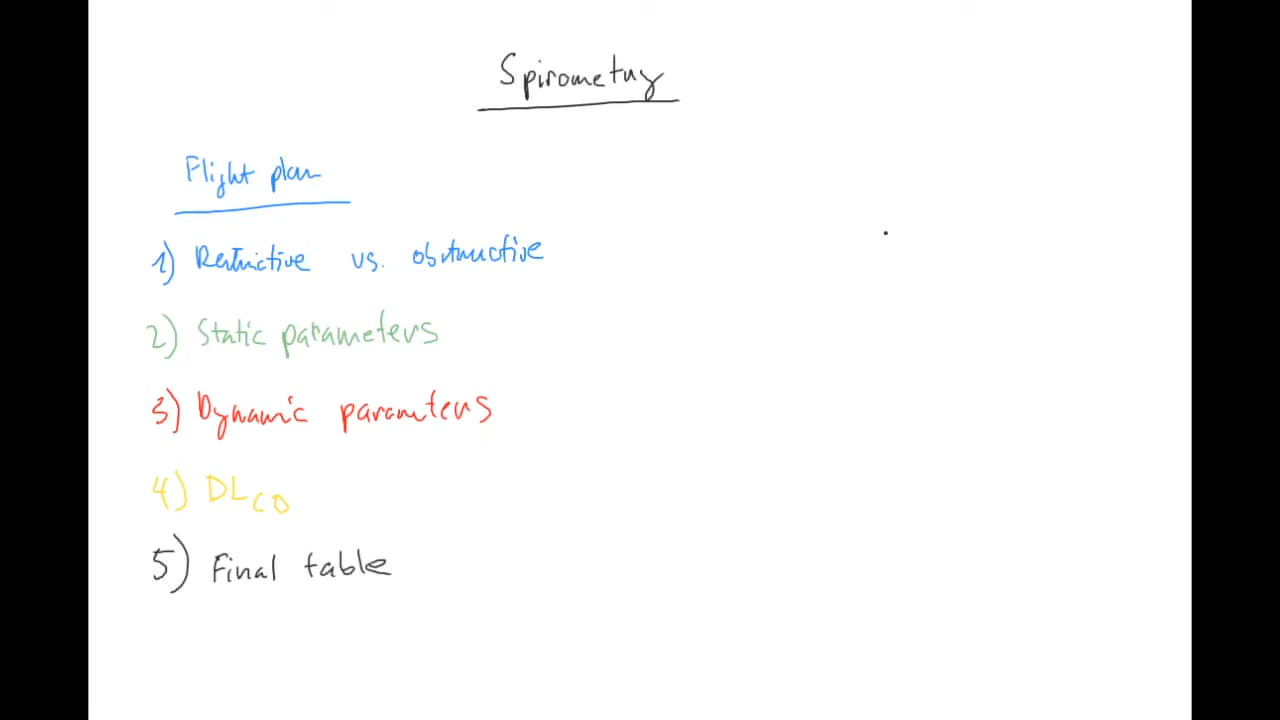 Spirometry
Flight plan
1) Restrictive vs. obstructive
2) Static parameters
3) Dynamic parameters
4) DLCO
5) Final table